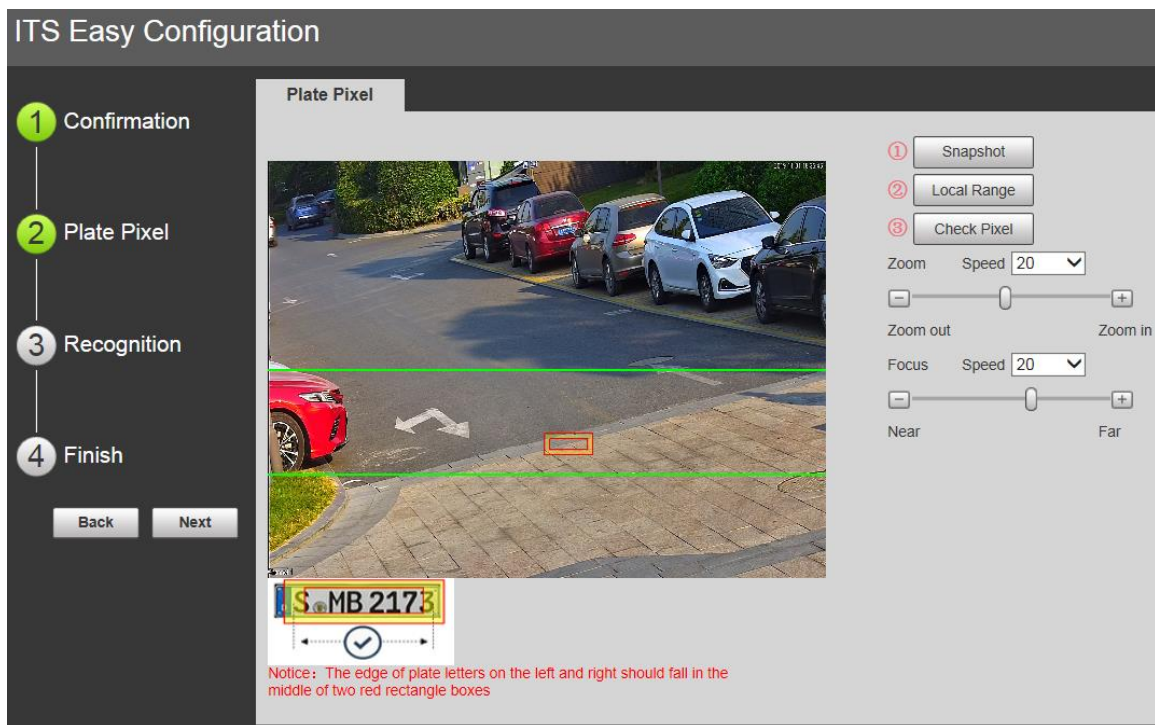 ITS Easy Configuration
1 Confirmation
2 Plate Pixel
3 Recognition
4 Finish
Back Next
Plate Pixel
① Snapshot
② Local Range
③ Check Pixel
Zoom Speed 20
Zoom out Zoom in
Focus Speed 20
Near Far
S MB 2173
Notice：The edge of plate letters on the left and right should fall in the
middle of two red rectangle boxes